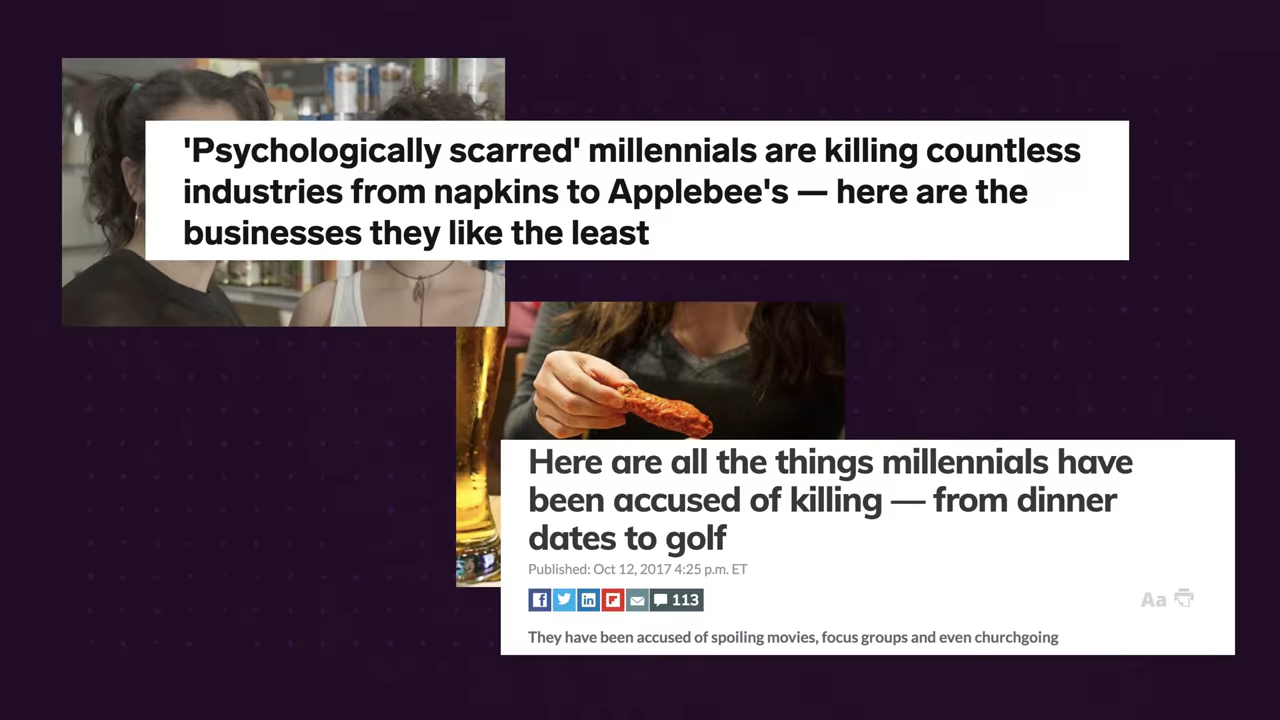 'Psychologically scarred' millennials are killing countless
industries from napkins to Applebee's — here are the
businesses they like the least
Here are all the things millennials have
been accused of killing — from dinner
dates to golf
Published: Oct 12, 2017 4:25 p.m. ET
113
Aa
They have been accused of spoiling movies, focus groups and even churchgoing